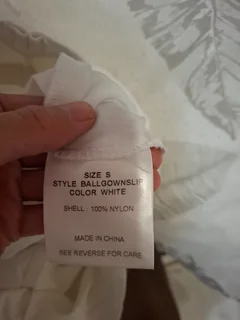 SIZE S
STYLE BALLGOWNSLIP
COLOR WHITE
SHELL : 100% NYLON
MADE IN CHINA
SEE REVERSE FOR CARE